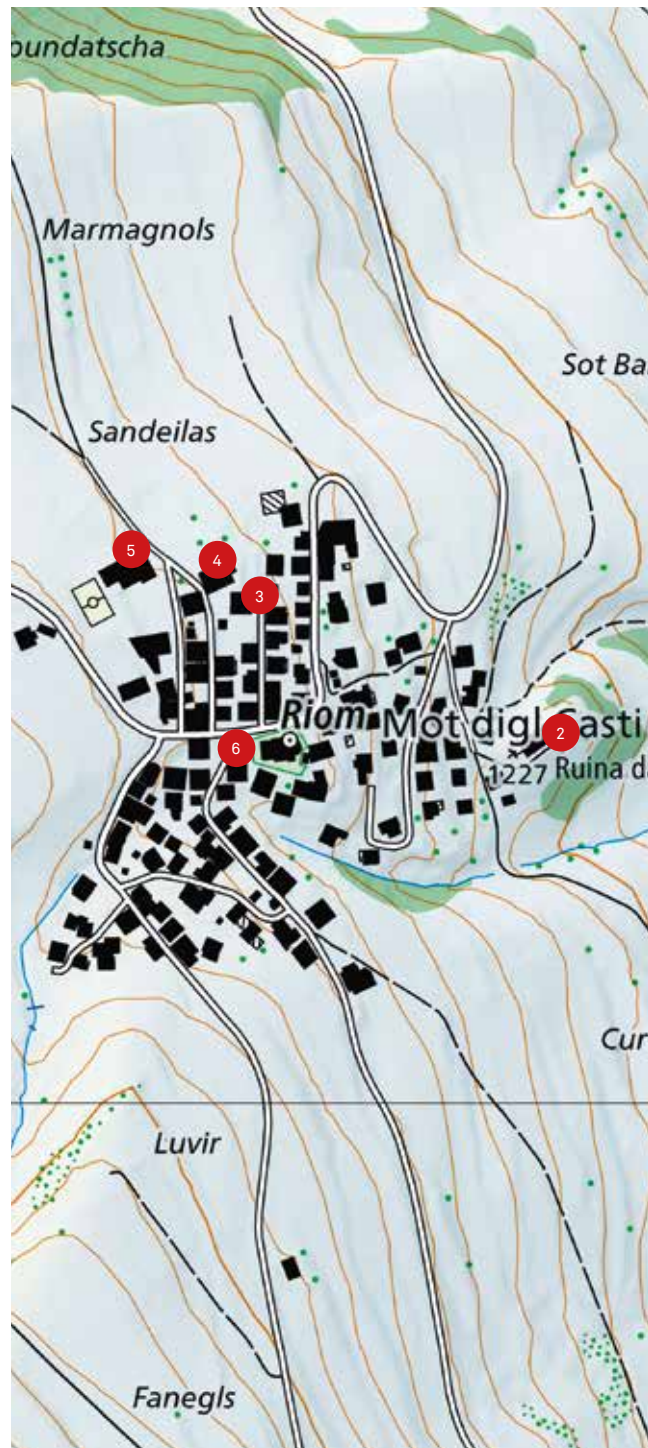 oundatscha
Marmagnols
Sot Ba
Sandeilas
5
4
3
Riom
Mot digl Casti
2
6
1227 Ruina da
Cur
Luvir
Fanegls